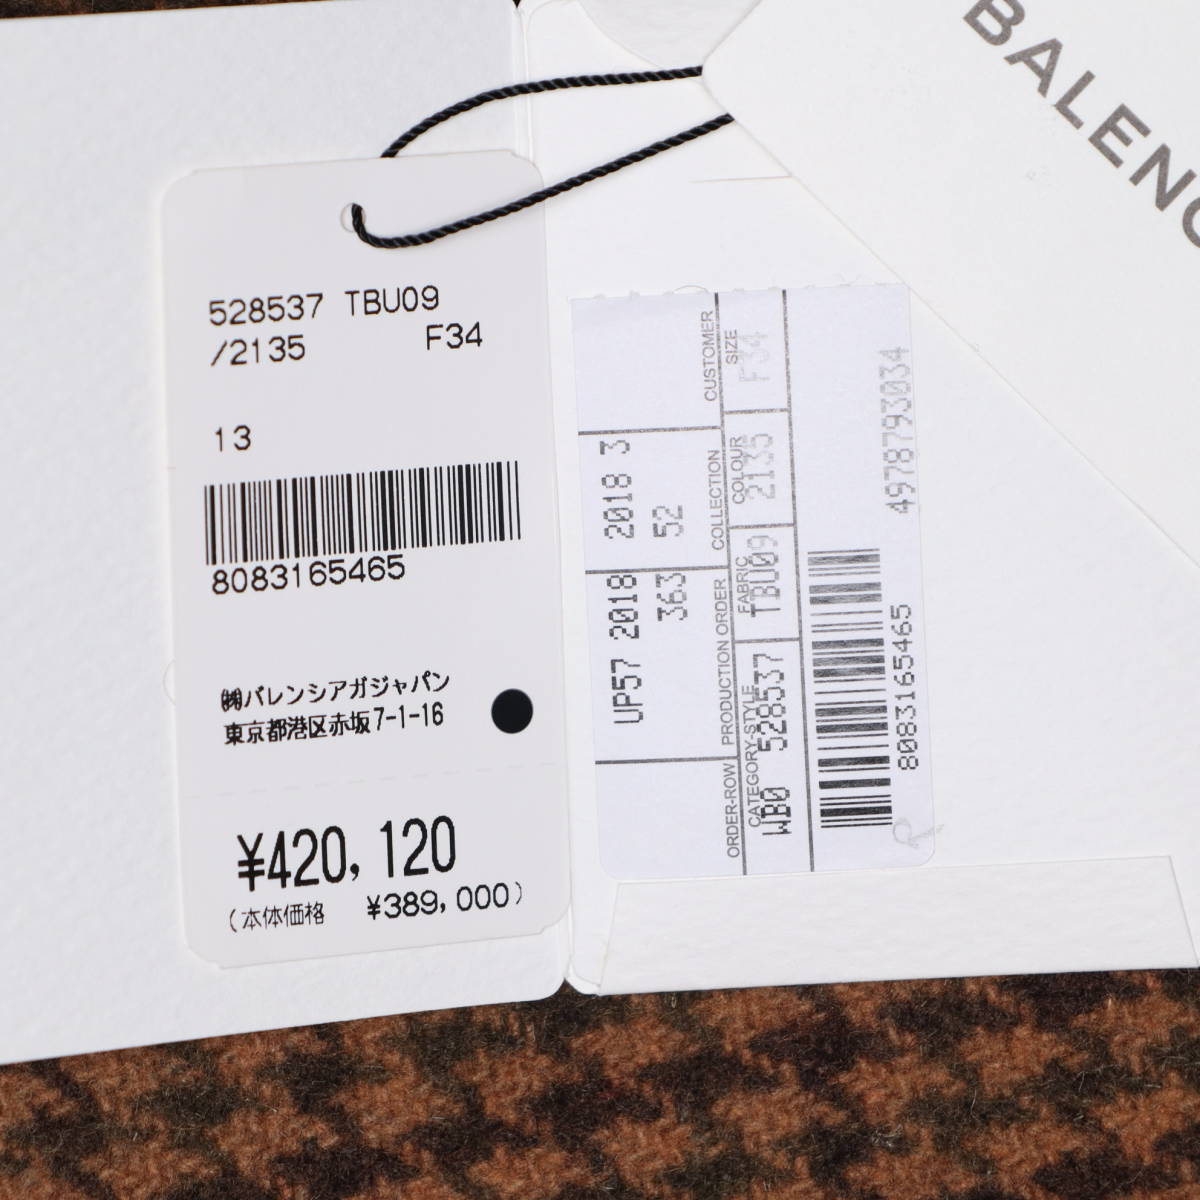 528537 TBU09
/2135 F34
13
8083165465
㈱バレンシアガジャパン
東京都港区赤坂7-1-16
¥420,120
(本体価格 ¥389,000)
BALENC
CUSTOMER
2018 3
52
COLLECTION
UP57 2018
363
PRODUCTION ORDER
ORDER-ROW
SIZE
F34
COLOUR
2135
FABRIC
TBU09
CATEGORY-STYLE
WB0 528537
4978793034
8083165465